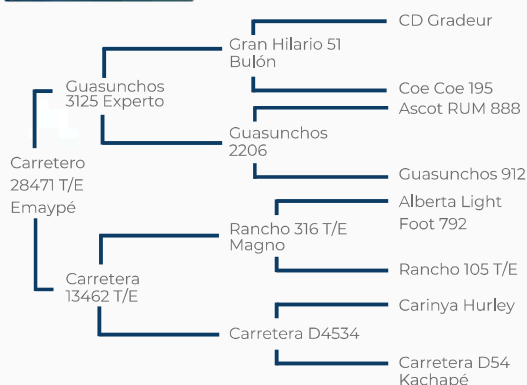 CD Gradeur
Gran Hilario 51
Bulón
Coe Coe 195
Guasunchos
3125 Experto
Ascot RUM 888
Guasunchos
2206
Guasunchos 912
Carretero
28471 T/E
Emaypé
Alberta Light
Foot 792
Rancho 316 T/E
Magno
Rancho 105 T/E
Carretera
13462 T/E
Carinya Hurley
Carretera D4534
Carretera D54
Kachapé